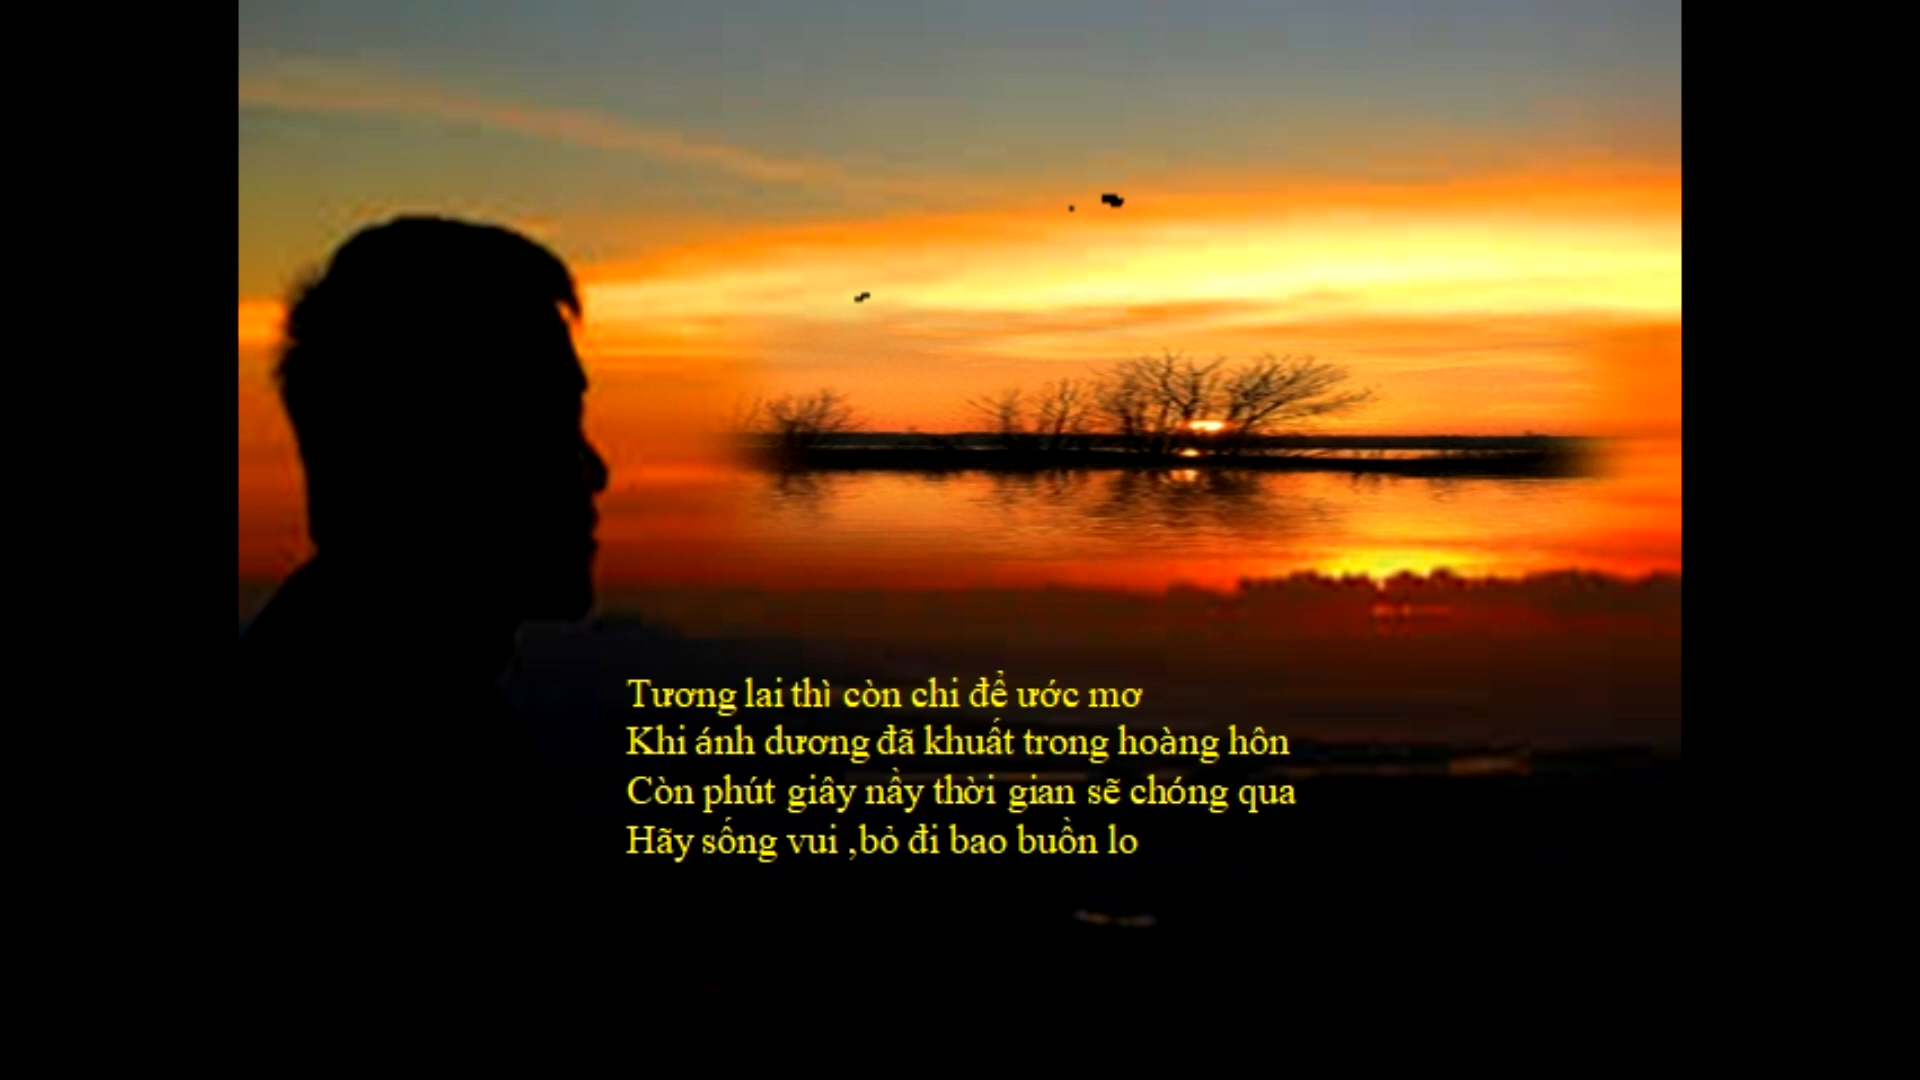 Tương lai thì còn chi để ước mơ
Khi ánh dương đã khuất trong hoàng hôn
Còn phút giây nầy thời gian sẽ chóng qua
Hãy sống vui ,bỏ đi bao buồn lo